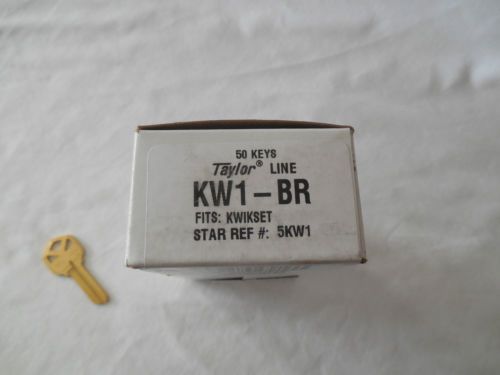 50 KEYS
Taylor® LINE
KW1-BR
FITS: KWIKSET
STAR REF #: 5KW1